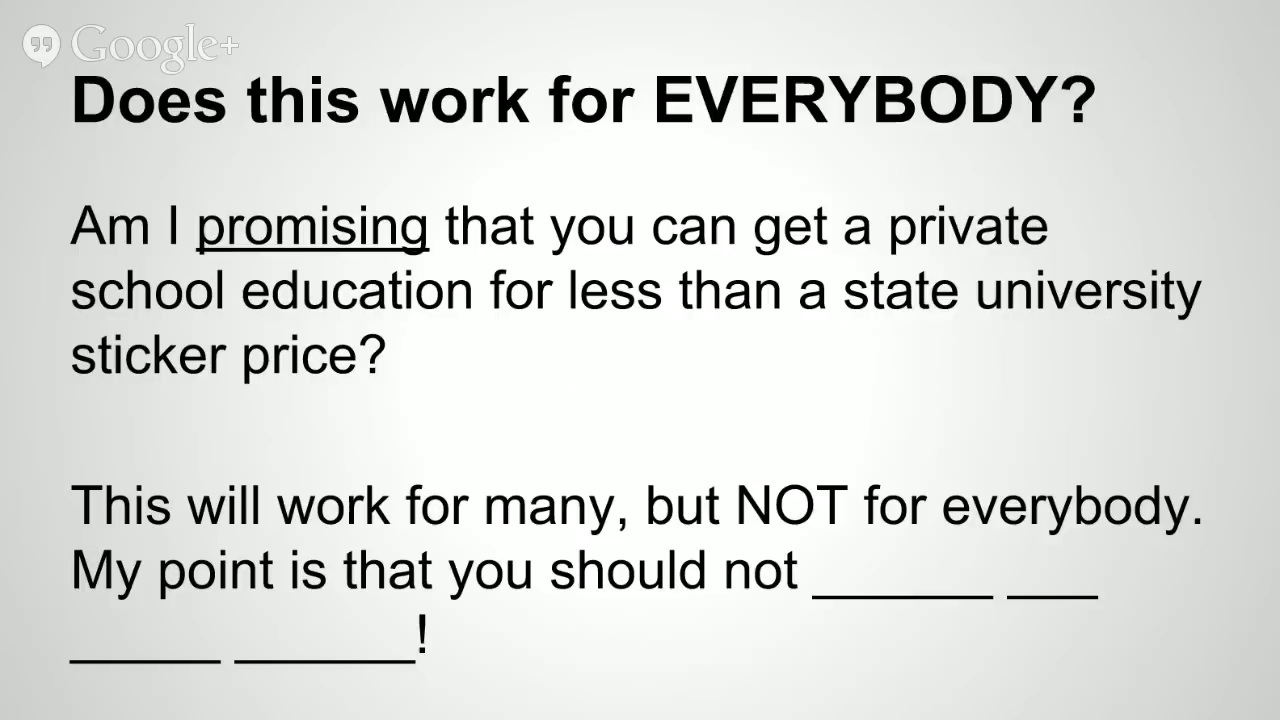 Google+
Does this work for EVERYBODY?
Am I promising that you can get a private
school education for less than a state university
sticker price?
This will work for many, but NOT for everybody.
My point is that you should not ______ ___
_____ ______!